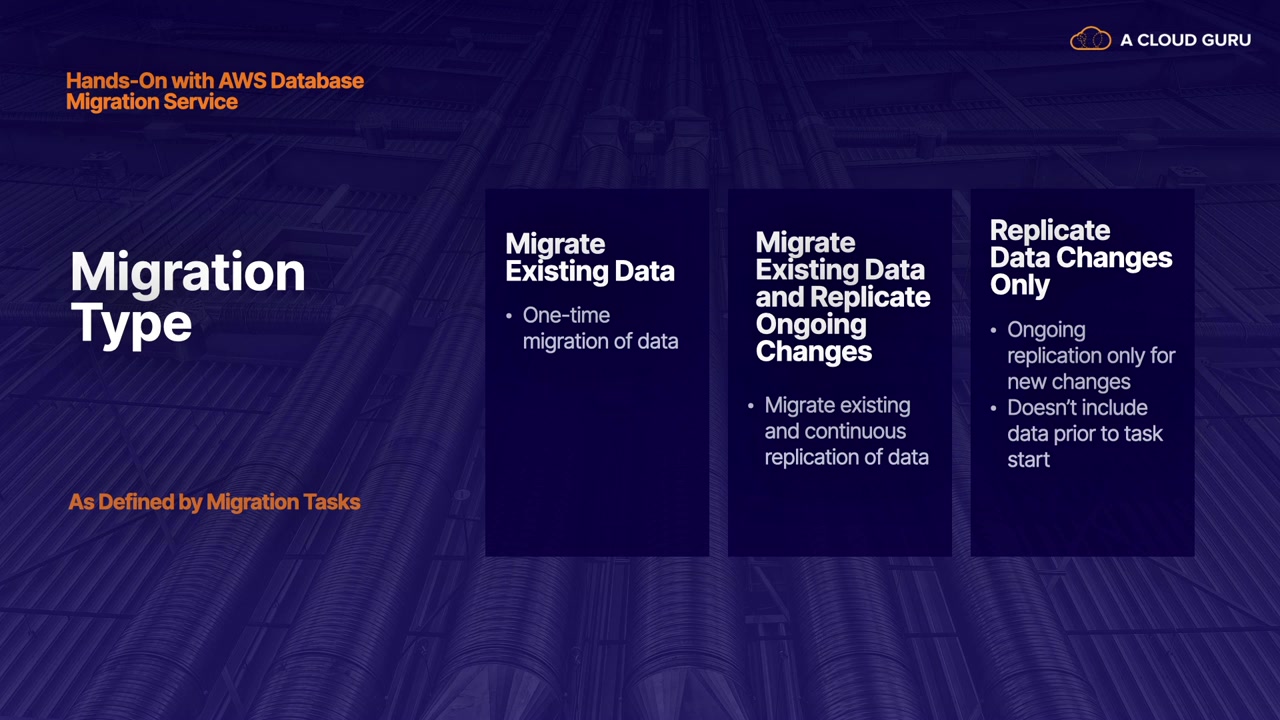 A CLOUD GURU
Hands-On with AWS Database
Migration Service
Migration
Type
As Defined by Migration Tasks
Migrate
Existing Data
• One-time
migration of data
Migrate
Existing Data
and Replicate
Ongoing
Changes
• Migrate existing
and continuous
replication of data
Replicate
Data Changes
Only
• Ongoing
replication only for
new changes
• Doesn’t include
data prior to task
start